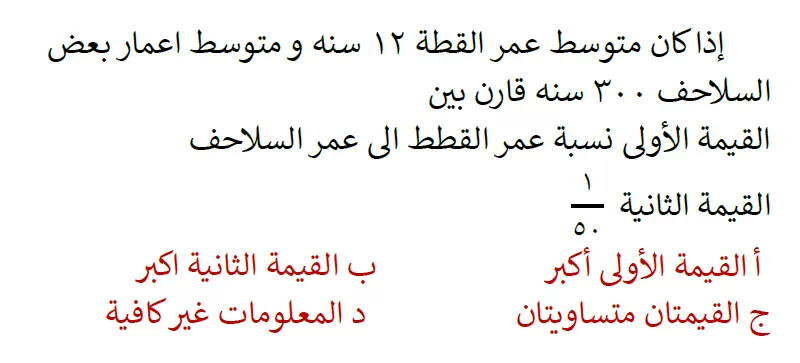 إذا كان متوسط عمر القطة ١٢ سنه و متوسط اعمار بعض
السلاحف ٣٠٠ سنه قارن بين
القيمة الأولى نسبة عمر القطط الى عمر السلاحف
القيمة الثانية ١/٥٠
أ القيمة الأولى أكبر ب القيمة الثانية اكبر
ج القيمتان متساويتان د المعلومات غير كافية